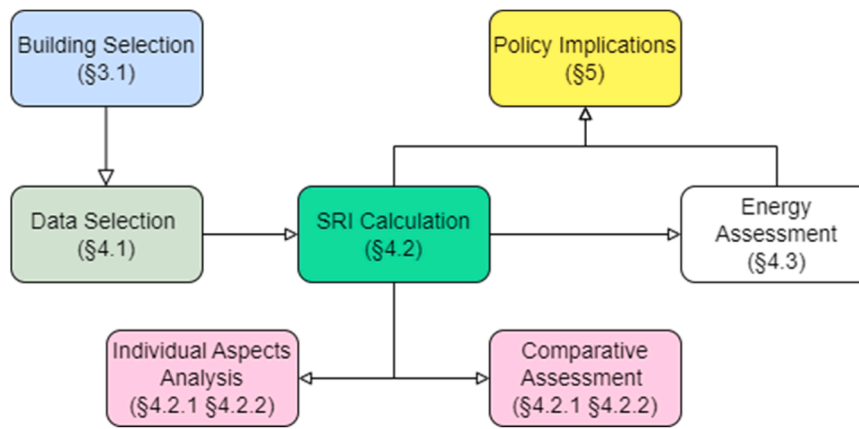 Building Selection
(§3.1)
Policy Implications
(§5)
Data Selection
(§4.1)
SRI Calculation
(§4.2)
Energy
Assessment
(§4.3)
Individual Aspects
Analysis
(§4.2.1 §4.2.2)
Comparative
Assessment
(§4.2.1 §4.2.2)